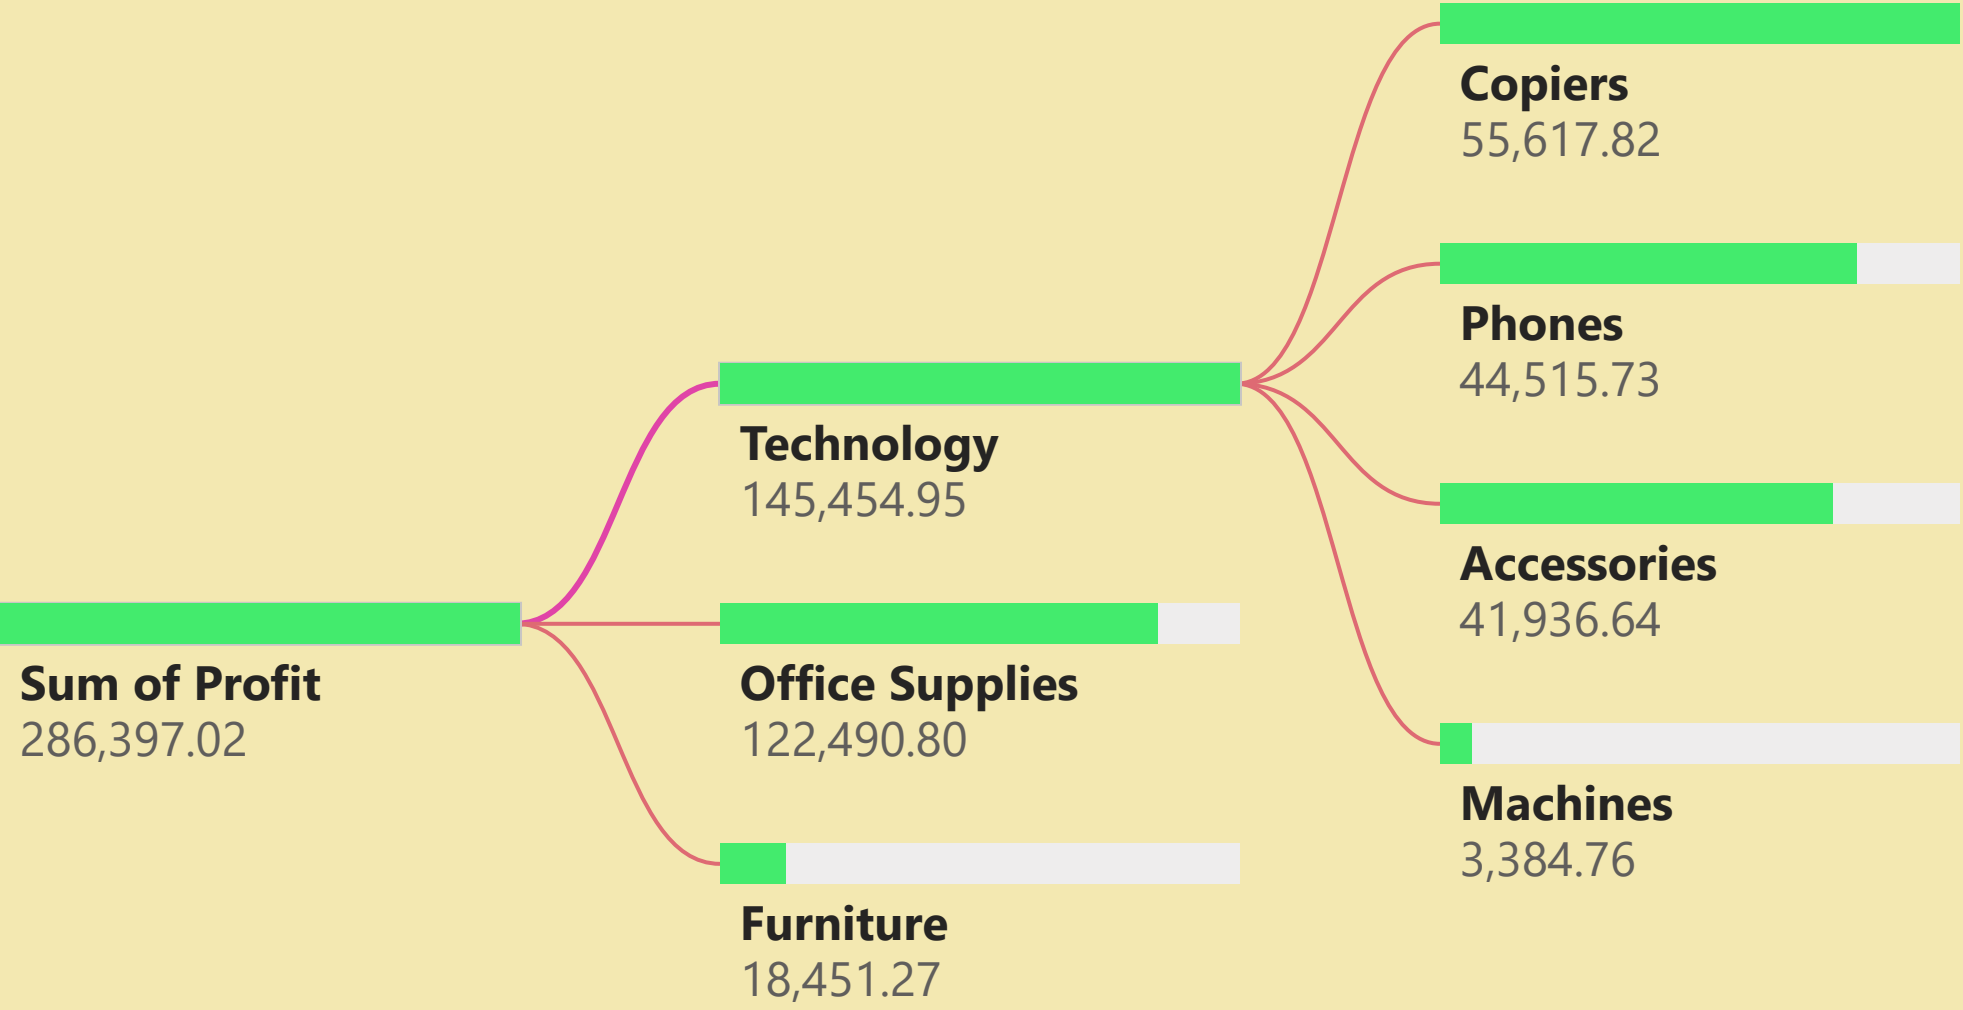 Sum of Profit
286,397.02
Technology
145,454.95
Office Supplies
122,490.80
Furniture
18,451.27
Copiers
55,617.82
Phones
44,515.73
Accessories
41,936.64
Machines
3,384.76